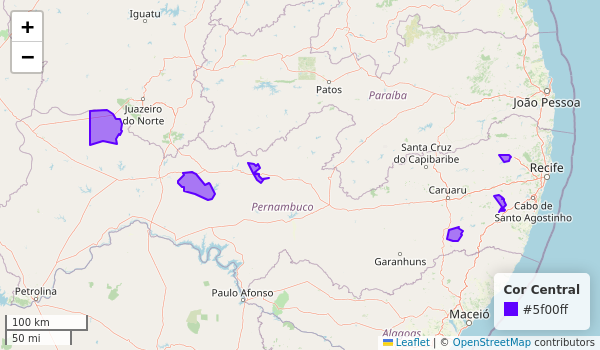 +
−
Iguatu
Juazeiro
do Norte
Patos
Paraíba
João Pessoa
Santa Cruz
do Capibaribe
Recife
Caruaru
Cabo de
Santo Agostinho
Pernambuco
Garanhuns
Petrolina
Paulo Afonso
Maceió
Alagoas
Cor Central
#5f00ff
100 km
50 mi
Leaflet | © OpenStreetMap contributors